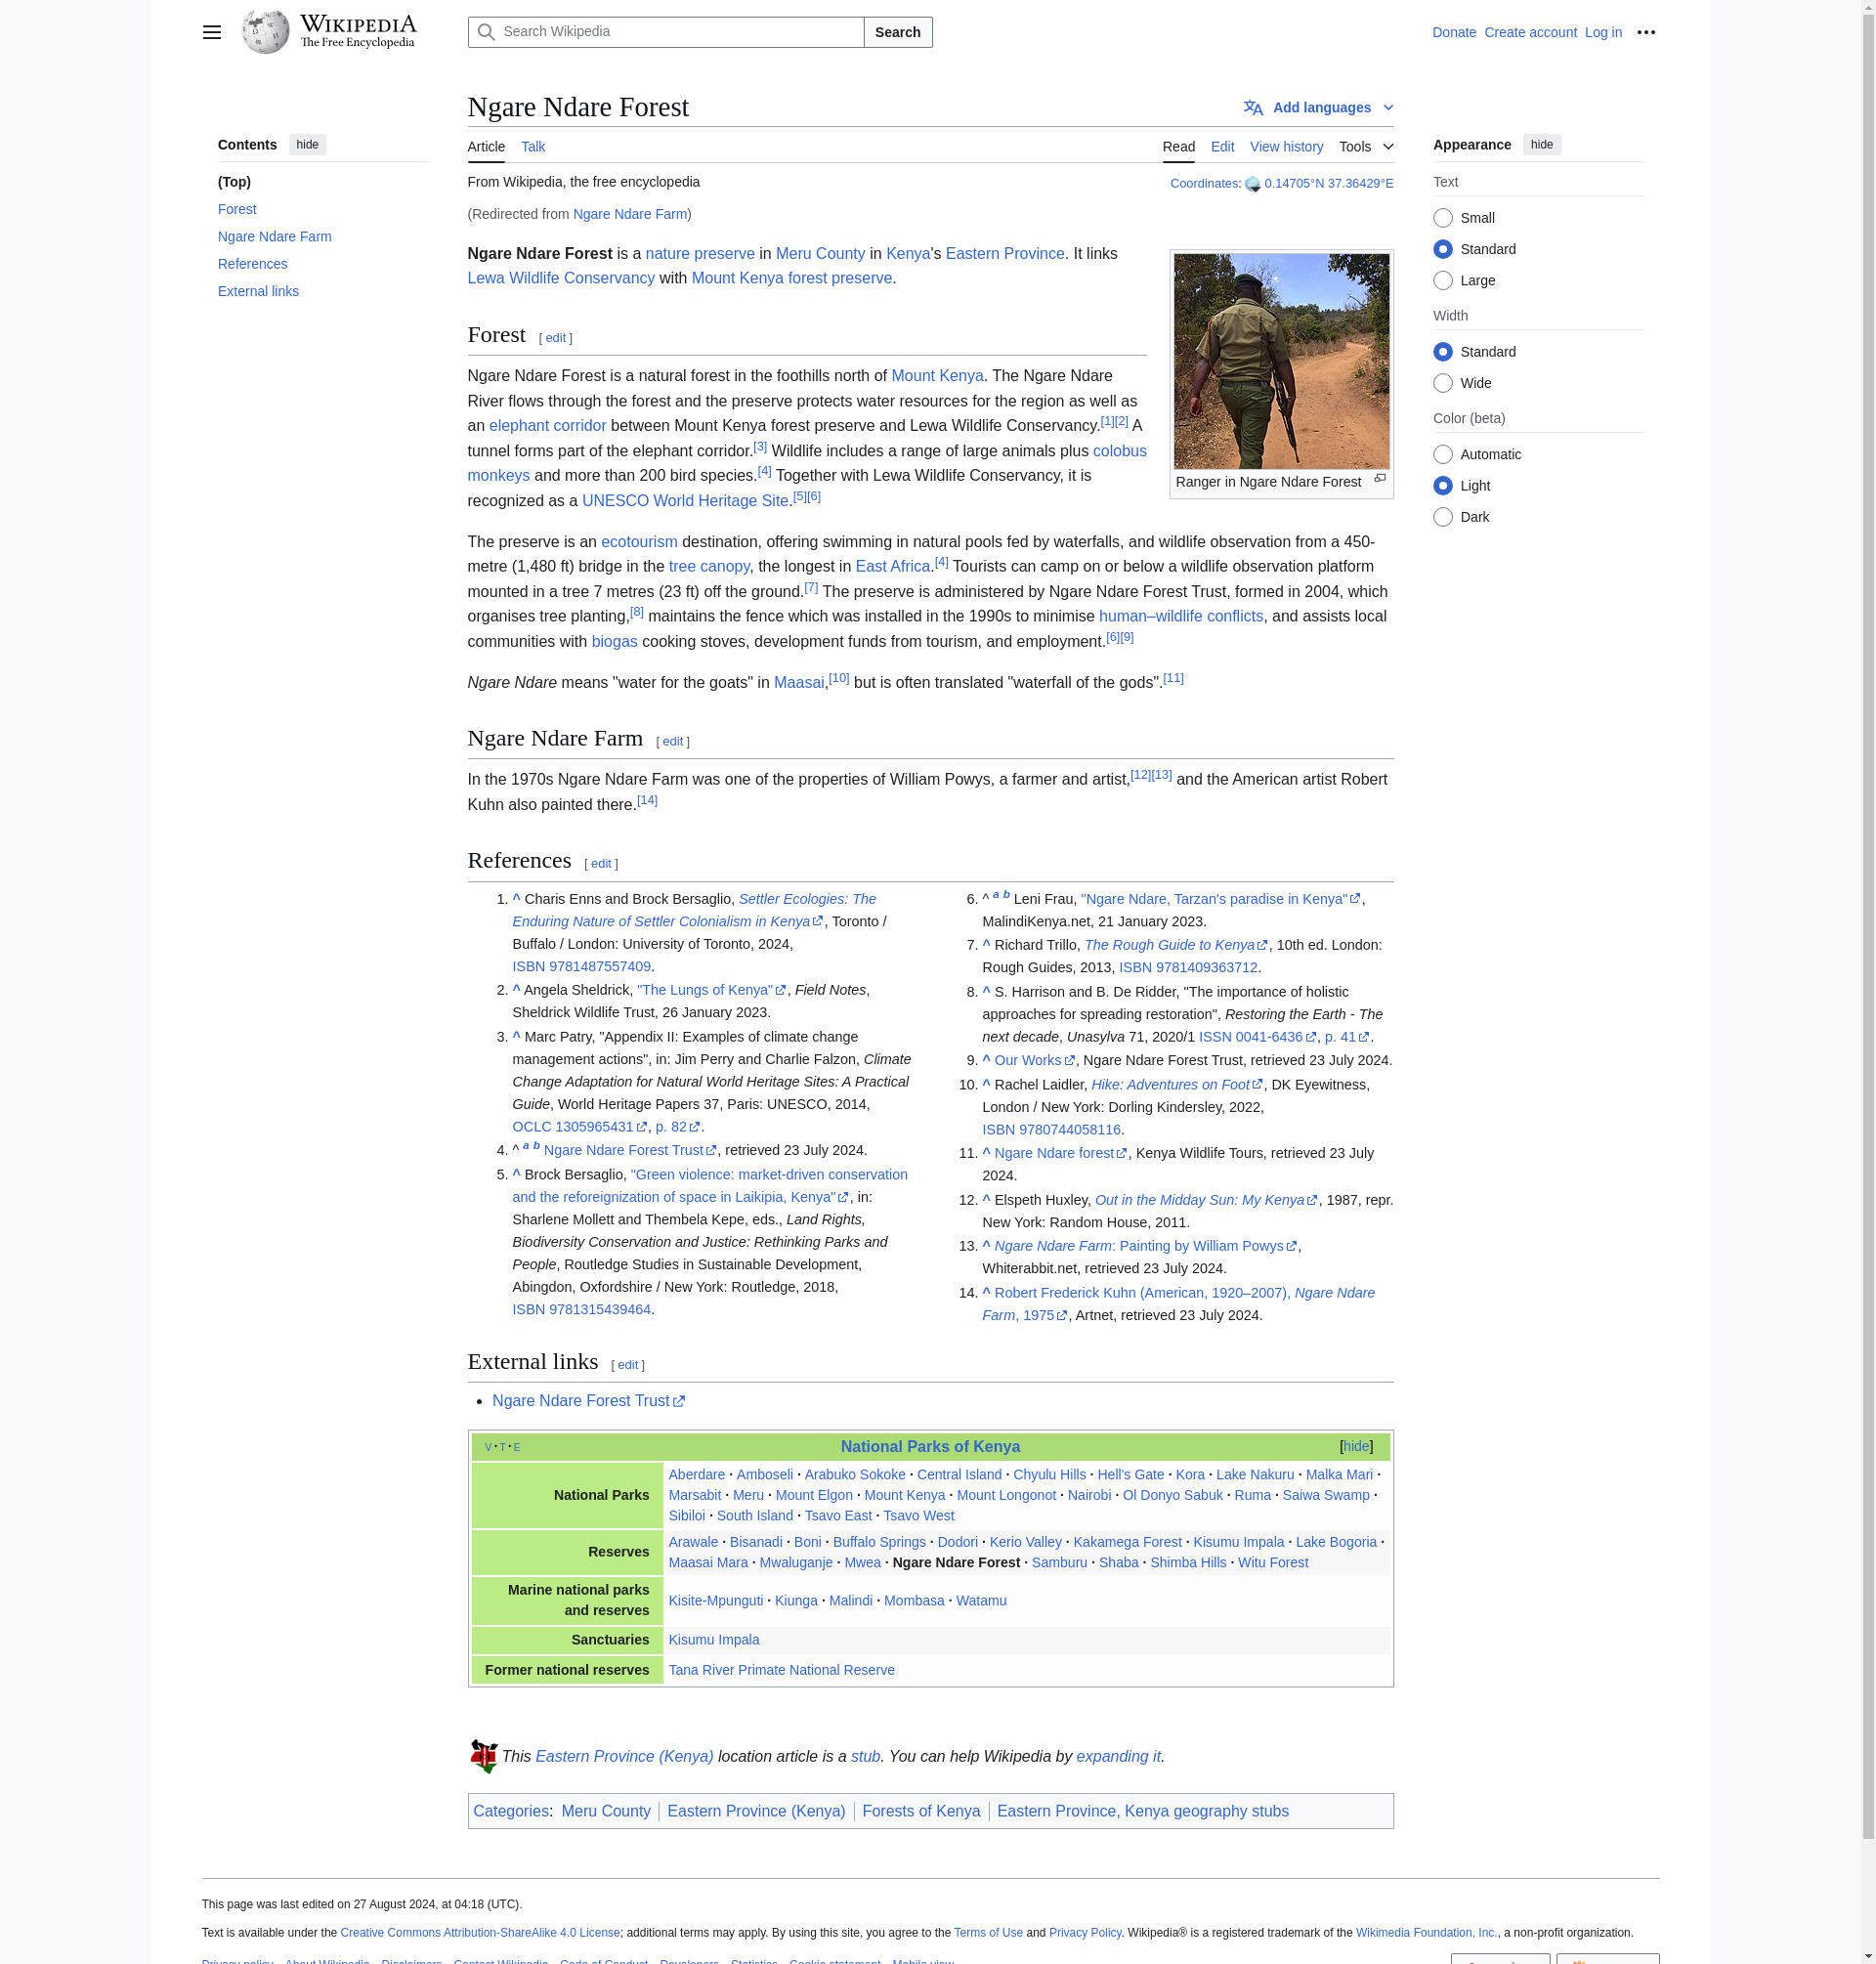 WIKIPEDIA
The Free Encyclopedia
Search Wikipedia
Search
Donate Create account Log in
Ngare Ndare Forest
Add languages
Contents hide
(Top)
Forest
Ngare Ndare Farm
References
External links
Article Talk
Read Edit View history Tools
From Wikipedia, the free encyclopedia
Coordinates: 0.14705°N 37.36429°E
(Redirected from Ngare Ndare Farm)
Ngare Ndare Forest is a nature preserve in Meru County in Kenya's Eastern Province. It links
Lewa Wildlife Conservancy with Mount Kenya forest preserve.
Ranger in Ngare Ndare Forest
Forest [ edit ]
Ngare Ndare Forest is a natural forest in the foothills north of Mount Kenya. The Ngare Ndare
River flows through the forest and the preserve protects water resources for the region as well as
an elephant corridor between Mount Kenya forest preserve and Lewa Wildlife Conservancy.[1][2] A
tunnel forms part of the elephant corridor.[3] Wildlife includes a range of large animals plus colobus
monkeys and more than 200 bird species.[4] Together with Lewa Wildlife Conservancy, it is
recognized as a UNESCO World Heritage Site.[5][6]
The preserve is an ecotourism destination, offering swimming in natural pools fed by waterfalls, and wildlife observation from a 450-
metre (1,480 ft) bridge in the tree canopy, the longest in East Africa.[4] Tourists can camp on or below a wildlife observation platform
mounted in a tree 7 metres (23 ft) off the ground.[7] The preserve is administered by Ngare Ndare Forest Trust, formed in 2004, which
organises tree planting,[8] maintains the fence which was installed in the 1990s to minimise human–wildlife conflicts, and assists local
communities with biogas cooking stoves, development funds from tourism, and employment.[6][9]
Ngare Ndare means "water for the goats" in Maasai,[10] but is often translated "waterfall of the gods".[11]
Ngare Ndare Farm [ edit ]
In the 1970s Ngare Ndare Farm was one of the properties of William Powys, a farmer and artist,[12][13] and the American artist Robert
Kuhn also painted there.[14]
References [ edit ]
1. ^ Charis Enns and Brock Bersaglio, Settler Ecologies: The
Enduring Nature of Settler Colonialism in Kenya, Toronto /
Buffalo / London: University of Toronto, 2024,
ISBN 9781487557409.
2. ^ Angela Sheldrick, "The Lungs of Kenya", Field Notes,
Sheldrick Wildlife Trust, 26 January 2023.
3. ^ Marc Patry, "Appendix II: Examples of climate change
management actions", in: Jim Perry and Charlie Falzon, Climate
Change Adaptation for Natural World Heritage Sites: A Practical
Guide, World Heritage Papers 37, Paris: UNESCO, 2014,
OCLC 1305965431, p. 82.
4. ^ a b Ngare Ndare Forest Trust, retrieved 23 July 2024.
5. ^ Brock Bersaglio, "Green violence: market-driven conservation
and the reforeignization of space in Laikipia, Kenya", in:
Sharlene Mollett and Thembela Kepe, eds., Land Rights,
Biodiversity Conservation and Justice: Rethinking Parks and
People, Routledge Studies in Sustainable Development,
Abingdon, Oxfordshire / New York: Routledge, 2018,
ISBN 9781315439464.
6. ^ a b Leni Frau, "Ngare Ndare, Tarzan's paradise in Kenya",
MalindiKenya.net, 21 January 2023.
7. ^ Richard Trillo, The Rough Guide to Kenya, 10th ed. London:
Rough Guides, 2013, ISBN 9781409363712.
8. ^ S. Harrison and B. De Ridder, "The importance of holistic
approaches for spreading restoration", Restoring the Earth - The
next decade, Unasylva 71, 2020/1 ISSN 0041-6436, p. 41.
9. ^ Our Works, Ngare Ndare Forest Trust, retrieved 23 July 2024.
10. ^ Rachel Laidler, Hike: Adventures on Foot, DK Eyewitness,
London / New York: Dorling Kindersley, 2022,
ISBN 9780744058116.
11. ^ Ngare Ndare forest, Kenya Wildlife Tours, retrieved 23 July
2024.
12. ^ Elspeth Huxley, Out in the Midday Sun: My Kenya, 1987, repr.
New York: Random House, 2011.
13. ^ Ngare Ndare Farm: Painting by William Powys,
Whiterabbit.net, retrieved 23 July 2024.
14. ^ Robert Frederick Kuhn (American, 1920–2007), Ngare Ndare
Farm, 1975, Artnet, retrieved 23 July 2024.
External links [ edit ]
• Ngare Ndare Forest Trust
V · T · E National Parks of Kenya [hide]
National Parks
Aberdare · Amboseli · Arabuko Sokoke · Central Island · Chyulu Hills · Hell's Gate · Kora · Lake Nakuru · Malka Mari ·
Marsabit · Meru · Mount Elgon · Mount Kenya · Mount Longonot · Nairobi · Ol Donyo Sabuk · Ruma · Saiwa Swamp ·
Sibiloi · South Island · Tsavo East · Tsavo West
Reserves
Arawale · Bisanadi · Boni · Buffalo Springs · Dodori · Kerio Valley · Kakamega Forest · Kisumu Impala · Lake Bogoria ·
Maasai Mara · Mwaluganje · Mwea · Ngare Ndare Forest · Samburu · Shaba · Shimba Hills · Witu Forest
Marine national parks
and reserves
Kisite-Mpunguti · Kiunga · Malindi · Mombasa · Watamu
Sanctuaries
Kisumu Impala
Former national reserves
Tana River Primate National Reserve
This Eastern Province (Kenya) location article is a stub. You can help Wikipedia by expanding it.
Categories: Meru County | Eastern Province (Kenya) | Forests of Kenya | Eastern Province, Kenya geography stubs
Appearance hide
Text
Small
Standard
Large
Width
Standard
Wide
Color (beta)
Automatic
Light
Dark
This page was last edited on 27 August 2024, at 04:18 (UTC).
Text is available under the Creative Commons Attribution-ShareAlike 4.0 License; additional terms may apply. By using this site, you agree to the Terms of Use and Privacy Policy. Wikipedia® is a registered trademark of the Wikimedia Foundation, Inc., a non-profit organization.
Privacy policy About Wikipedia Disclaimers Contact Wikipedia Code of Conduct Developers Statistics Cookie statement Mobile view